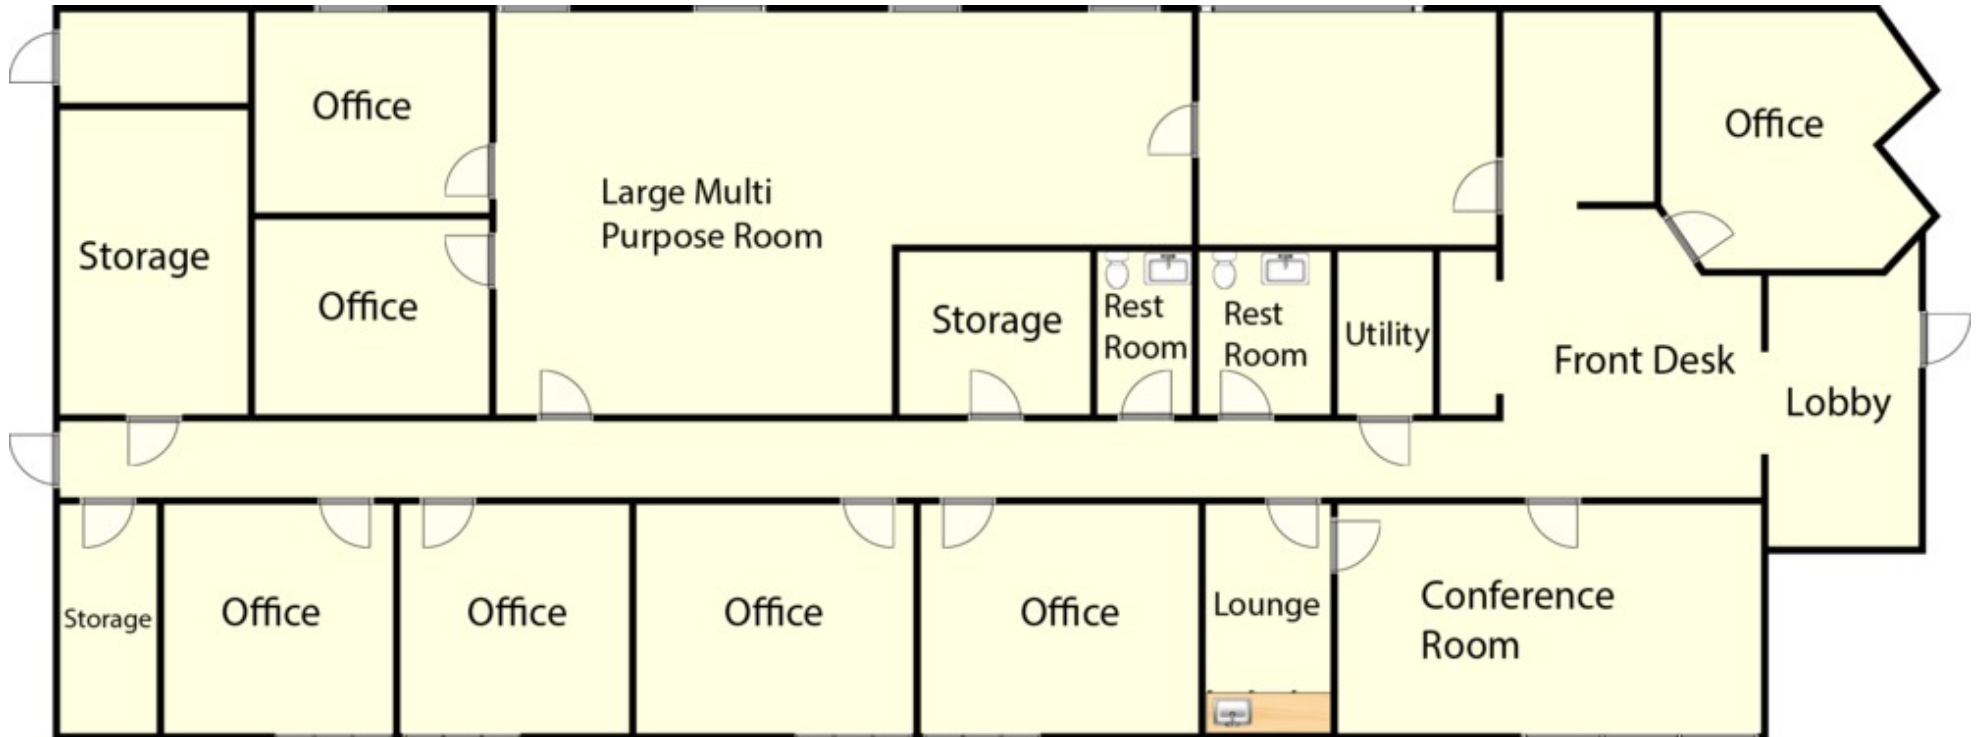 Office
Large Multi
Purpose Room
Office
Storage
Office
Storage
Rest
Room
Rest
Room
Utility
Front Desk
Lobby
Storage
Office
Office
Office
Office
Lounge
Conference
Room